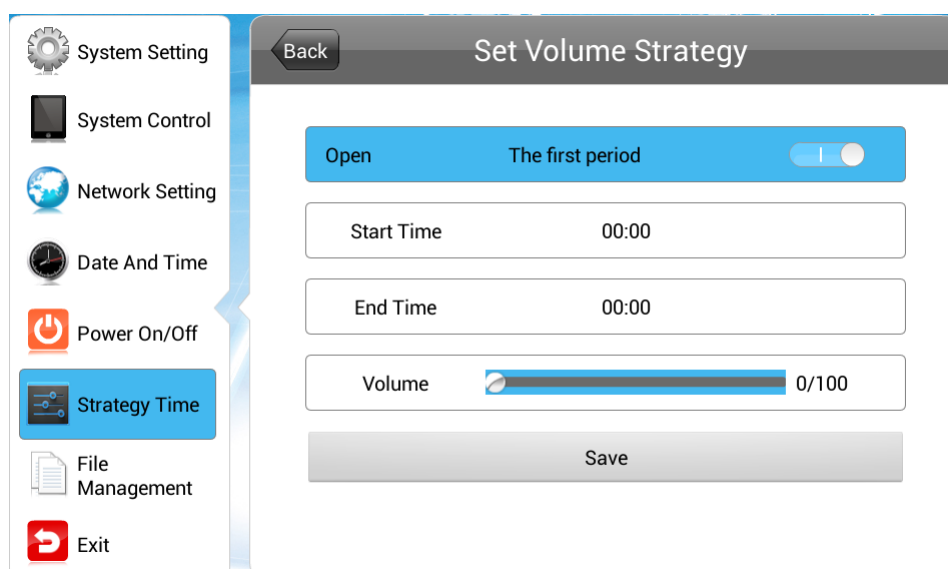 System Setting
System Control
Network Setting
Date And Time
Power On/Off
Strategy Time
File
Management
Exit
Back
Set Volume Strategy
Open The first period
Start Time 00:00
End Time 00:00
Volume 0/100
Save